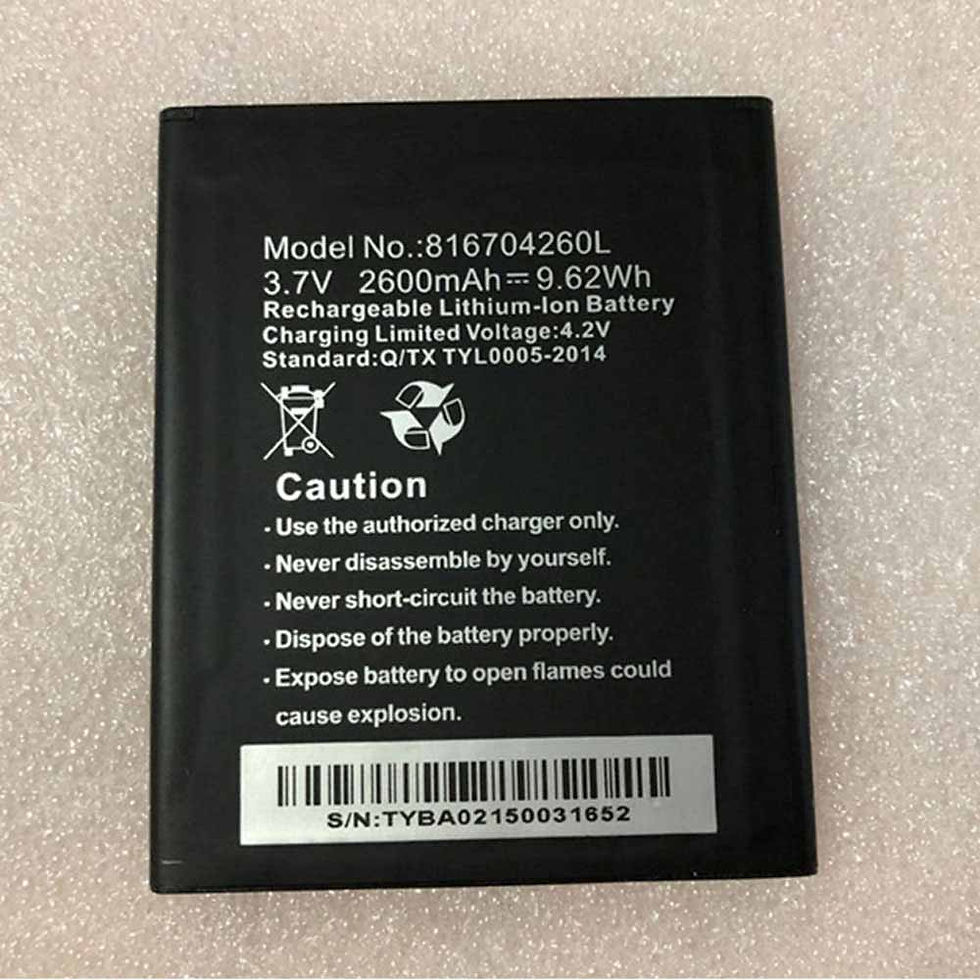 Model No.:816704260L
3.7V 2600mAh⎓9.62Wh
Rechargeable Lithium-Ion Battery
Charging Limited Voltage:4.2V
Standard:Q/TX TYL0005-2014
Caution
· Use the authorized charger only.
· Never disassemble by yourself.
· Never short-circuit the battery.
· Dispose of the battery properly.
· Expose battery to open flames could
cause explosion.
S/N:TYBA02150031652